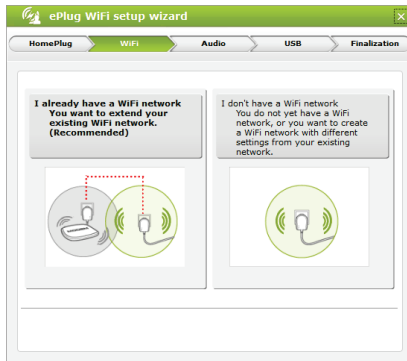 ePlug WiFi setup wizard
HomePlug WiFi Audio USB Finalization
I already have a WiFi network
You want to extend your
existing WiFi network.
(Recommended)
I don't have a WiFi network
You do not yet have a WiFi
network, or you want to create
a WiFi network with different
settings from your existing
network.